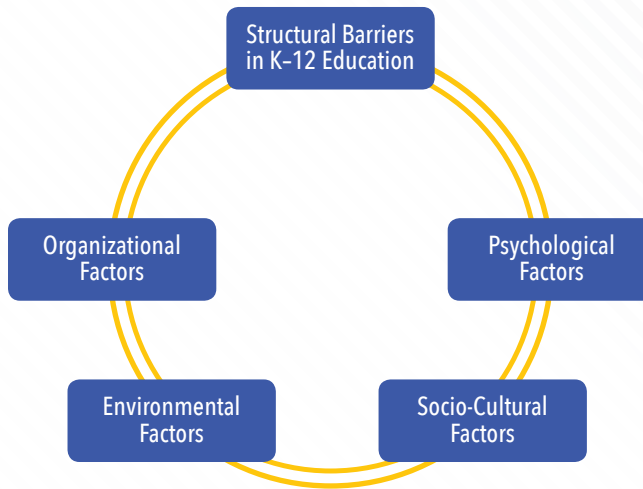 Structural Barriers
in K–12 Education
Organizational
Factors
Psychological
Factors
Environmental
Factors
Socio-Cultural
Factors